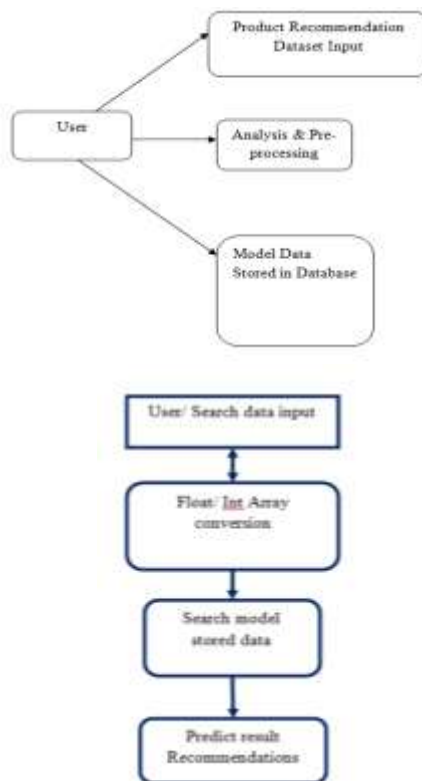 Product Recommendation
Dataset Input
User
Analysis & Pre-
processing
Model Data
Stored in Database
User/ Search data input
Float/ Int Array
conversion
Search model
stored data
Predict result
Recommendations